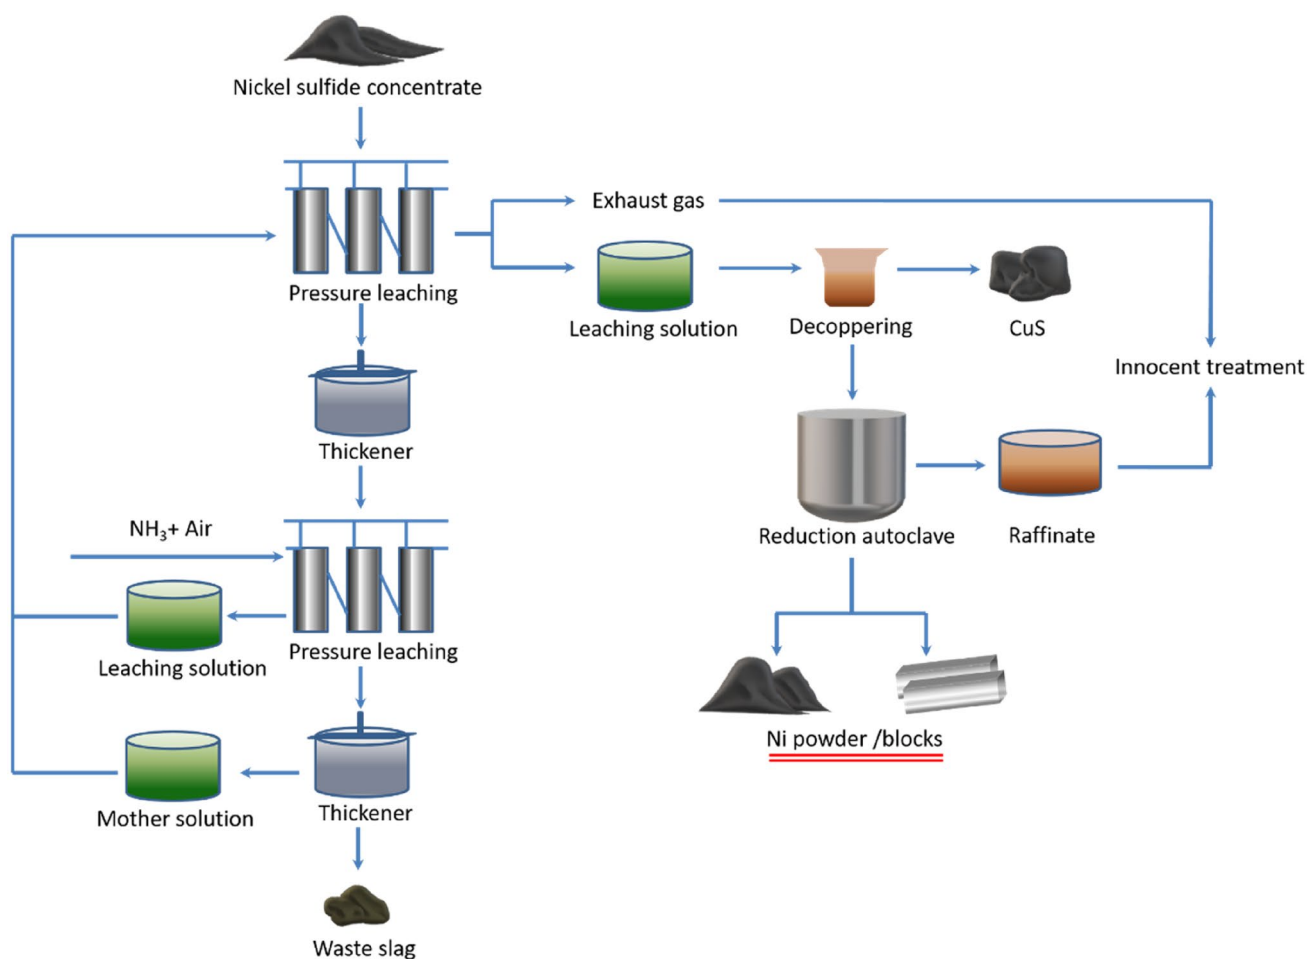 Nickel sulfide concentrate
Exhaust gas
Pressure leaching
Leaching solution
Decoppering
CuS
Innocent treatment
Thickener
NH₃+ Air
Reduction autoclave
Raffinate
Leaching solution
Pressure leaching
Ni powder /blocks
Mother solution
Thickener
Waste slag